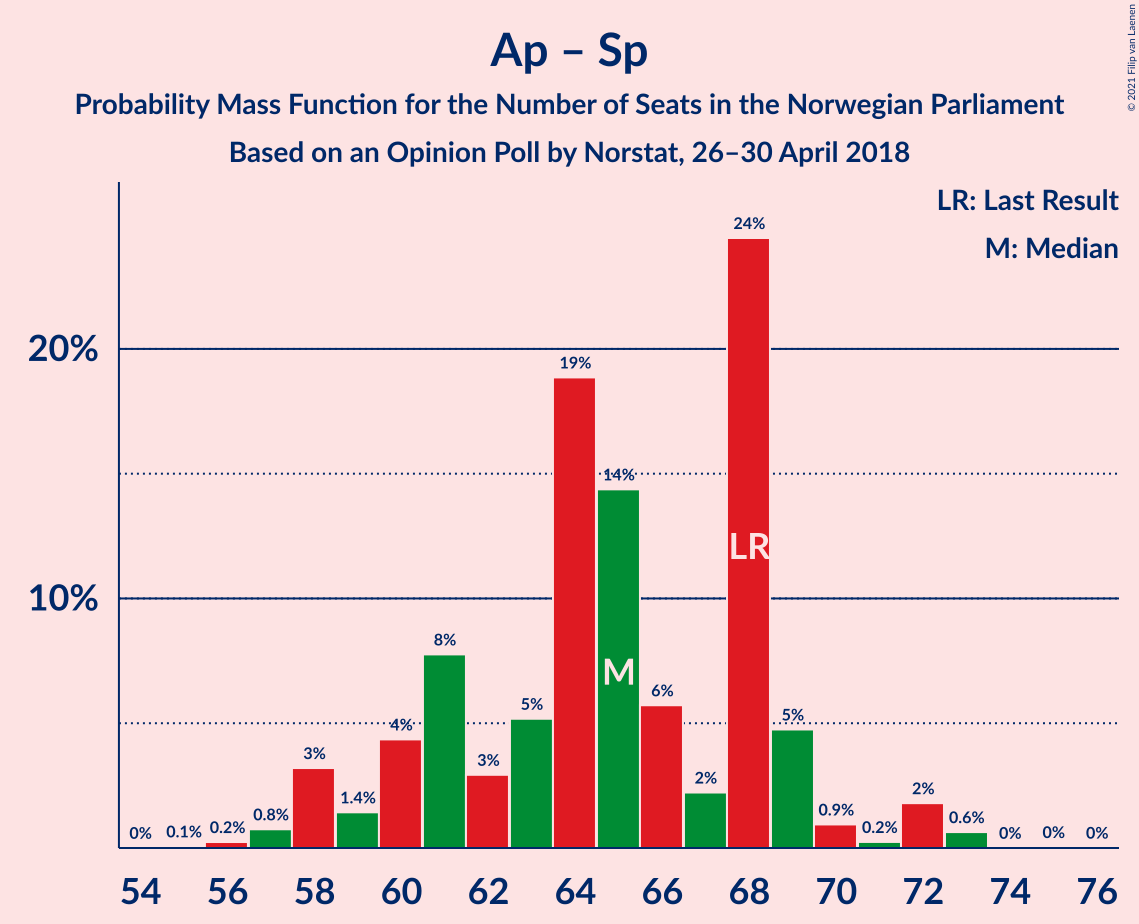 Ap – Sp
Probability Mass Function for the Number of Seats in the Norwegian Parliament
Based on an Opinion Poll by Norstat, 26–30 April 2018
© 2021 Filip van Laenen
LR: Last Result
M: Median
20%
10%
0%
0.1%
0.2%
0.8%
3%
1.4%
4%
8%
3%
5%
19%
14%
6%
2%
24%
5%
0.9%
0.2%
2%
0.6%
0%
0%
0%
M
LR
54 56 58 60 62 64 66 68 70 72 74 76